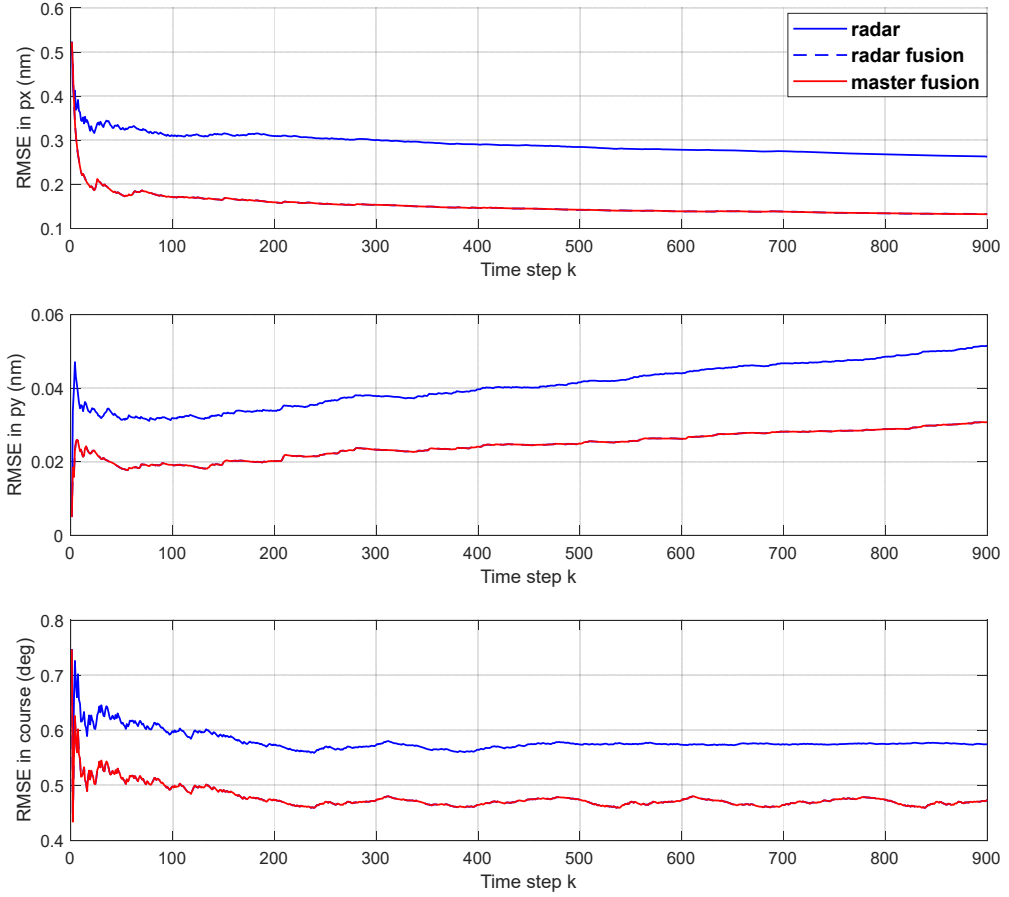 RMSE in px (nm)
0.6
0.5
0.4
0.3
0.2
0.1
radar
radar fusion
master fusion
0 100 200 300 400 500 600 700 800 900
Time step k
RMSE in py (nm)
0.06
0.04
0.02
0
0 100 200 300 400 500 600 700 800 900
Time step k
RMSE in course (deg)
0.8
0.7
0.6
0.5
0.4
0 100 200 300 400 500 600 700 800 900
Time step k